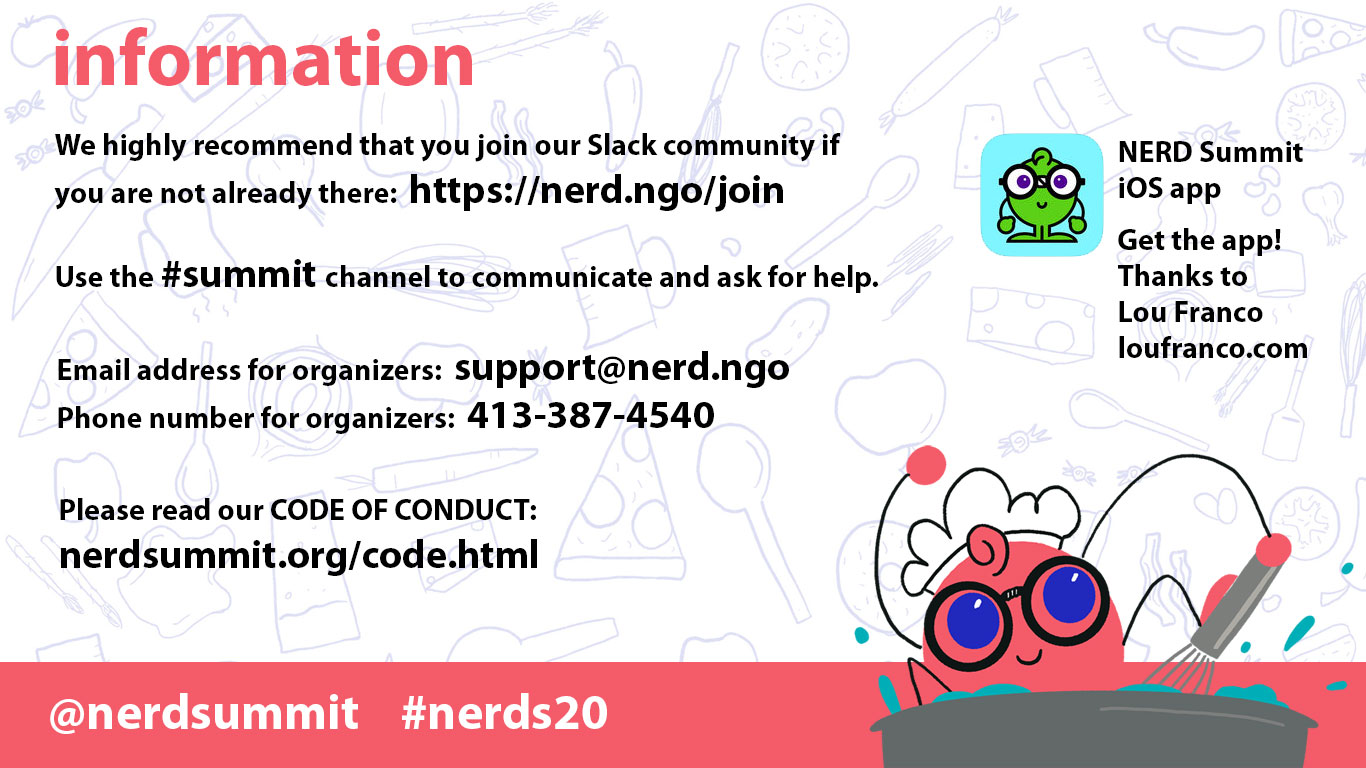 information
We highly recommend that you join our Slack community if
you are not already there: https://nerd.ngo/join
Use the #summit channel to communicate and ask for help.
Email address for organizers: support@nerd.ngo
Phone number for organizers: 413-387-4540
Please read our CODE OF CONDUCT:
nerdsummit.org/code.html
NERD Summit
iOS app
Get the app!
Thanks to
Lou Franco
loufranco.com
@nerdsummit #nerds20